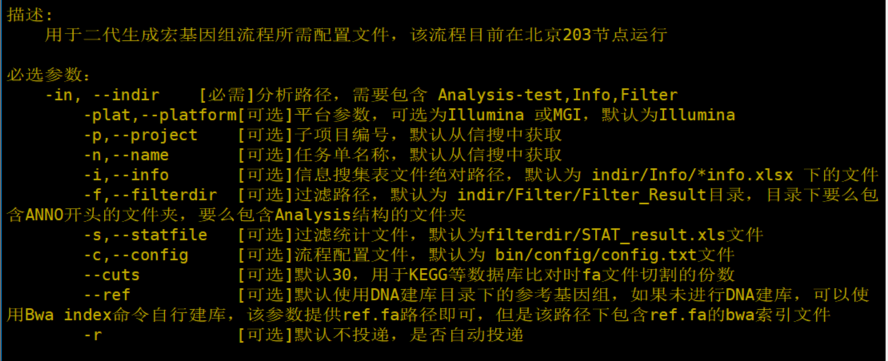 描述:
用于二代生成宏基因组流程所需配置文件，该流程目前在北京203节点运行
必选参数:
-in, --indir [必需]分析路径，需要包含 Analysis-test,Info,Filter
-plat,--platform[可选]平台参数，可选为Illumina 或MGI，默认为Illumina
-p,--project [可选]子项目编号，默认从信搜中获取
-n,--name [可选]任务单名称，默认从信搜中获取
-i,--info [可选]信息搜集表文件绝对路径，默认为 indir/Info/*info.xlsx 下的文件
-f,--filterdir [可选]过滤路径，默认为 indir/Filter/Filter_Result目录，目录下要么包
含ANNO开头的文件夹，要么包含Analysis结构的文件夹
-s,--statfile [可选]过滤统计文件，默认为filterdir/STAT_result.xls文件
-c,--config [可选]流程配置文件，默认为 bin/config/config.txt文件
--cuts [可选]默认30，用于KEGG等数据库比对时fa文件切割的份数
--ref [可选]默认使用DNA建库目录下的参考基因组，如果未进行DNA建库，可以使
用Bwa index命令自行建库，该参数提供ref.fa路径即可，但是该路径下包含ref.fa的bwa索引文件
-r [可选]默认不投递，是否自动投递